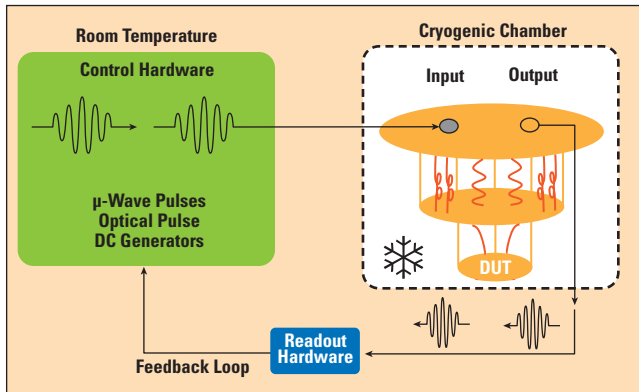 Room Temperature
Control Hardware
µ-Wave Pulses
Optical Pulse
DC Generators
Cryogenic Chamber
Input
Output
DUT
Readout
Hardware
Feedback Loop